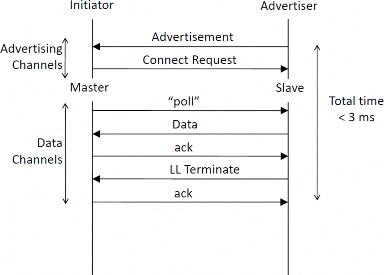 Initiator
Advertiser
Advertisement
Advertising
Channels
Connect Request
Master
Slave
"poll"
Total time
< 3 ms
Data
Data
Channels
ack
LL Terminate
ack